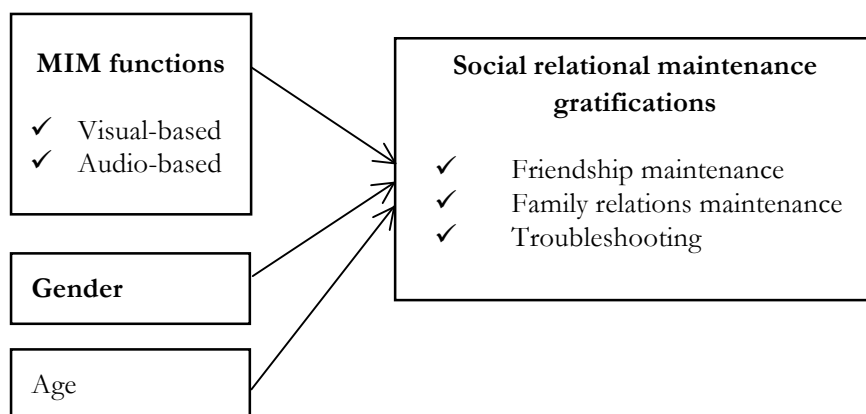 MIM functions
✓ Visual-based
✓ Audio-based
Gender
Age
Social relational maintenance
gratifications
✓ Friendship maintenance
✓ Family relations maintenance
✓ Troubleshooting